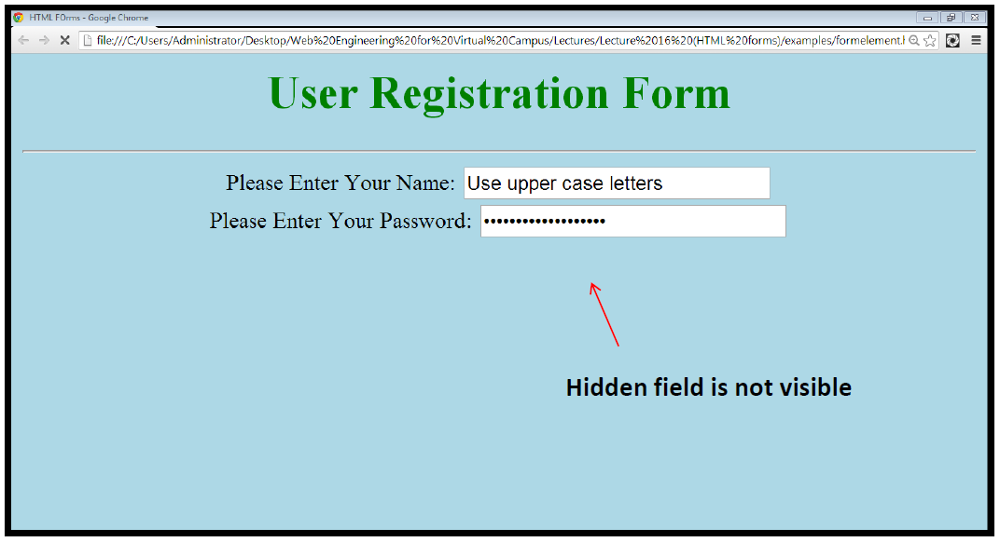 HTML FOrms - Google Chrome
file:///C:/Users/Administrator/Desktop/Web%20Engineering%20for%20Virtual%20Campus/Lectures/Lecture%2016%20(HTML%20forms)/examples/formelement.h
User Registration Form
Please Enter Your Name: Use upper case letters
Please Enter Your Password: •••••••••••••••••••
Hidden field is not visible